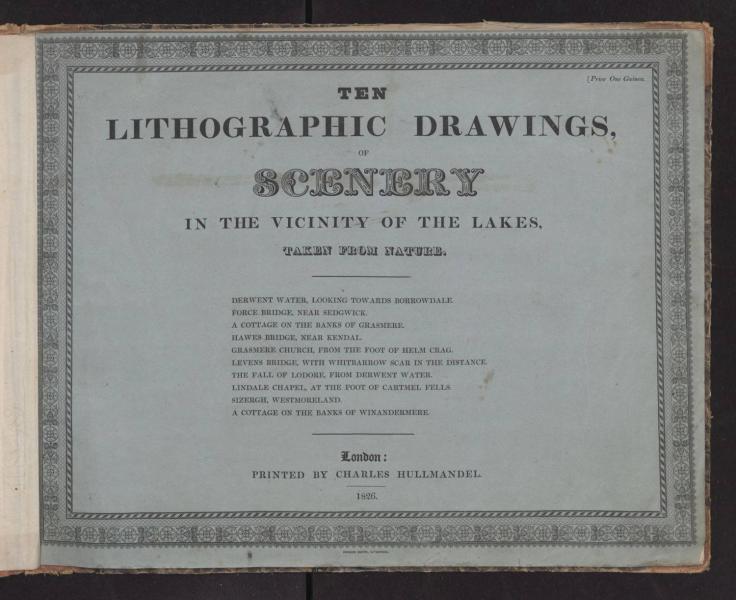 [Price One Guinea.
TEN
LITHOGRAPHIC DRAWINGS,
OF
SCENERY
IN THE VICINITY OF THE LAKES,
TAKEN FROM NATURE.
DERWENT WATER, LOOKING TOWARDS BORROWDALE.
FORCE BRIDGE, NEAR SEDGWICK.
A COTTAGE ON THE BANKS OF GRASMERE.
HAWES BRIDGE, NEAR KENDAL.
GRASMERE CHURCH, FROM THE FOOT OF HELM CRAG.
LEVENS BRIDGE, WITH WHITBARROW SCAR IN THE DISTANCE.
THE FALL OF LODORE, FROM DERWENT WATER.
LINDALE CHAPEL, AT THE FOOT OF CARTMEL FELLS.
SIZERGH, WESTMORELAND.
A COTTAGE ON THE BANKS OF WINANDERMERE.
London:
PRINTED BY CHARLES HULLMANDEL.
1826.